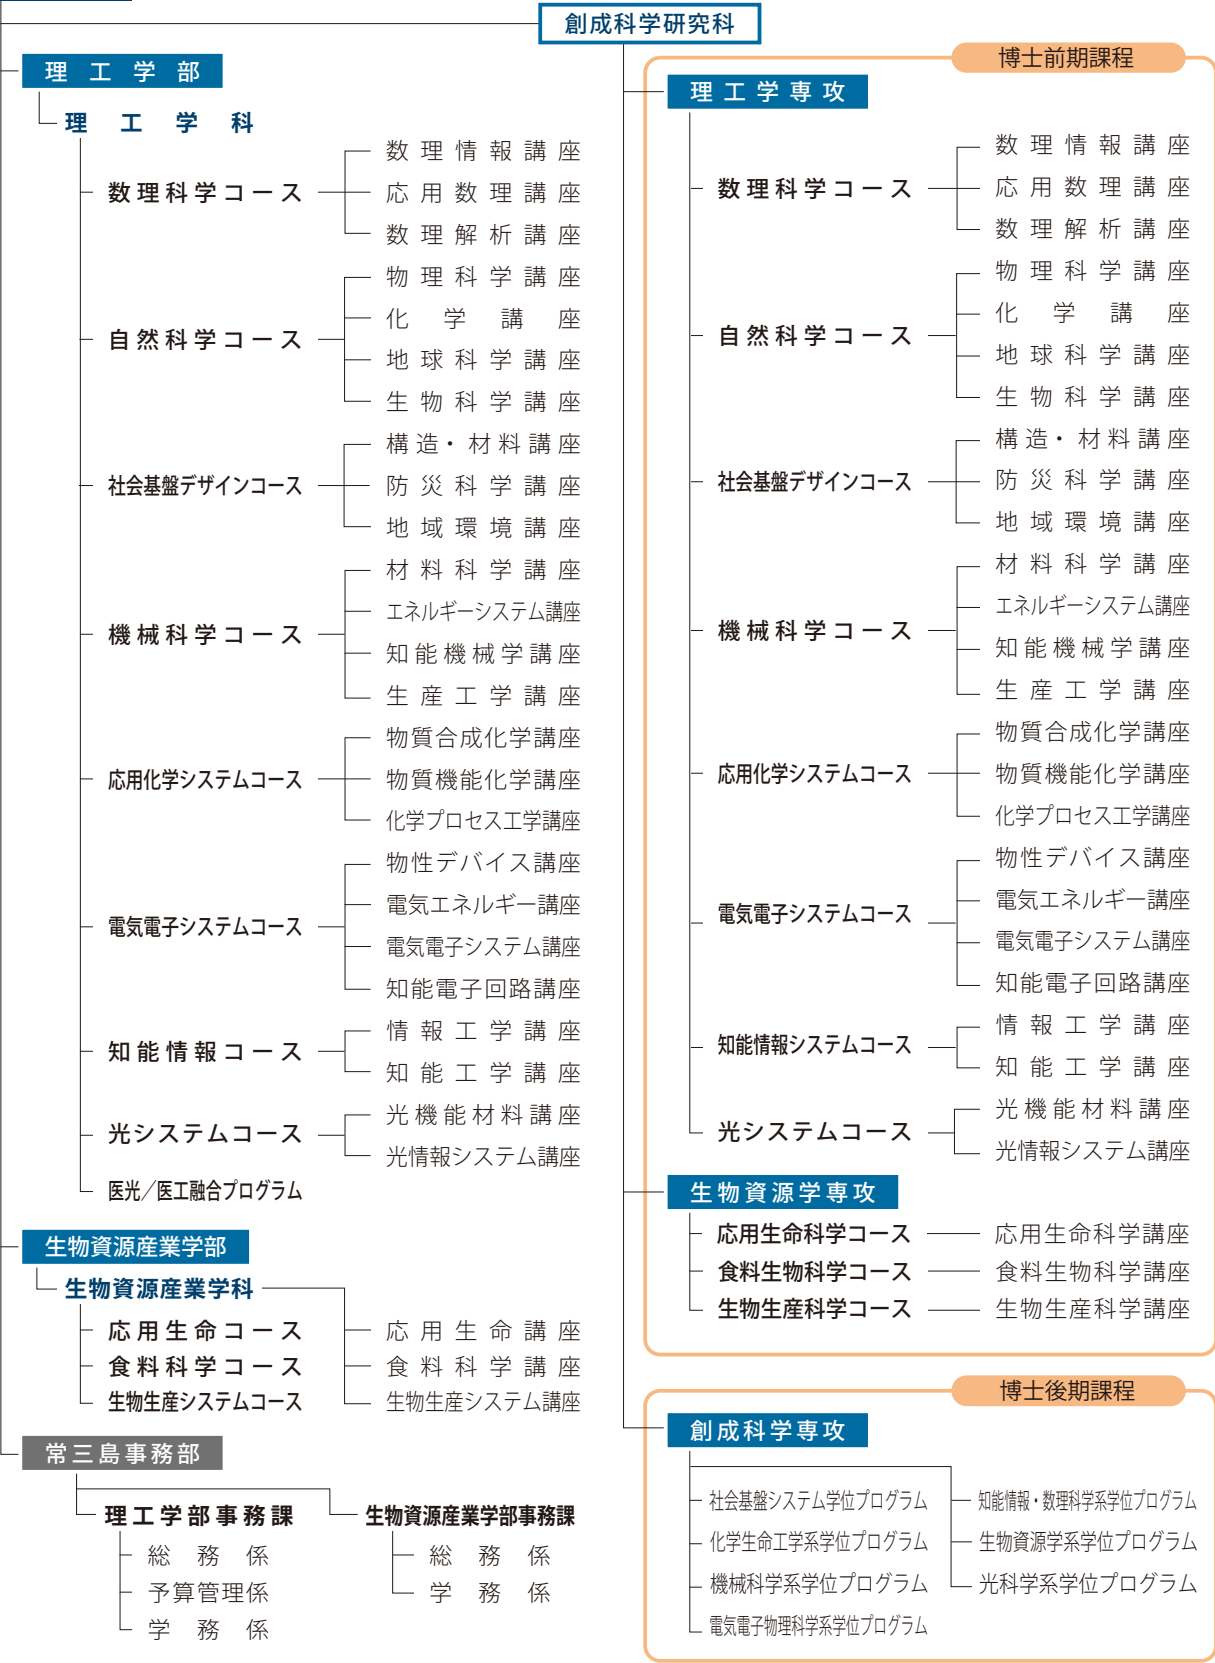 創成科学研究科
理工学部
理工学科
数理科学コース
数理情報講座
応用数理講座
数理解析講座
自然科学コース
物理科学講座
化学講座
地球科学講座
生物科学講座
社会基盤デザインコース
構造・材料講座
防災科学講座
地域環境講座
機械科学コース
材料科学講座
エネルギーシステム講座
知能機械学講座
生産工学講座
応用化学システムコース
物質合成化学講座
物質機能化学講座
化学プロセス工学講座
電気電子システムコース
物性デバイス講座
電気エネルギー講座
電気電子システム講座
知能電子回路講座
知能情報コース
情報工学講座
知能工学講座
光システムコース
光機能材料講座
光情報システム講座
医光／医工融合プログラム
生物資源産業学部
生物資源産業学科
応用生命コース
応用生命講座
食料科学コース
食料科学講座
生物生産システムコース
生物生産システム講座
常三島事務部
理工学部事務課
総務係
予算管理係
学務係
生物資源産業学部事務課
総務係
学務係
博士前期課程
理工学専攻
数理科学コース
数理情報講座
応用数理講座
数理解析講座
自然科学コース
物理科学講座
化学講座
地球科学講座
生物科学講座
社会基盤デザインコース
構造・材料講座
防災科学講座
地域環境講座
機械科学コース
材料科学講座
エネルギーシステム講座
知能機械学講座
生産工学講座
応用化学システムコース
物質合成化学講座
物質機能化学講座
化学プロセス工学講座
電気電子システムコース
物性デバイス講座
電気エネルギー講座
電気電子システム講座
知能電子回路講座
知能情報システムコース
情報工学講座
知能工学講座
光システムコース
光機能材料講座
光情報システム講座
生物資源学専攻
応用生命科学コース
応用生命科学講座
食料生物科学コース
食料生物科学講座
生物生産科学コース
生物生産科学講座
博士後期課程
創成科学専攻
社会基盤システム学位プログラム
化学生命工学系学位プログラム
機械科学系学位プログラム
電気電子物理科学系学位プログラム
知能情報・数理科学系学位プログラム
生物資源学系学位プログラム
光科学系学位プログラム